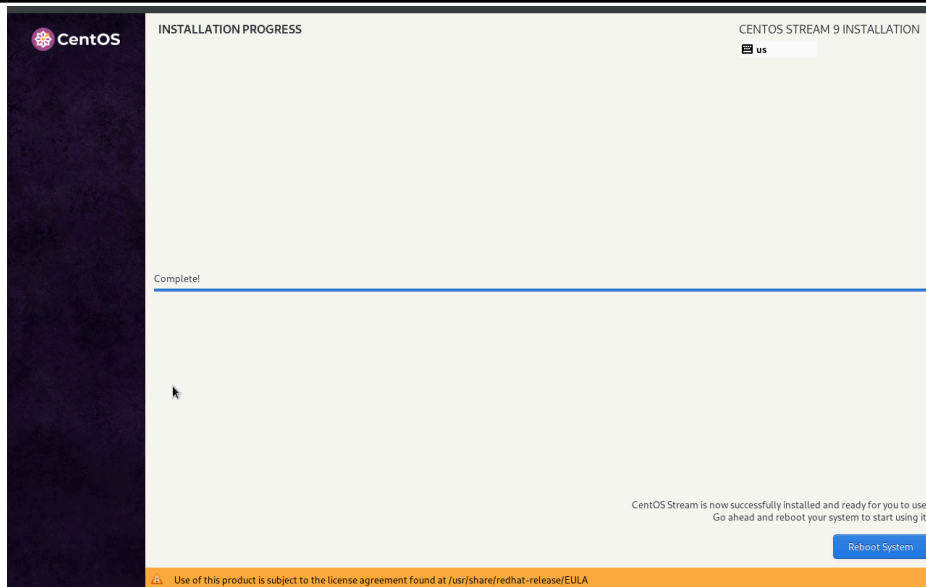 CentOS
INSTALLATION PROGRESS
CENTOS STREAM 9 INSTALLATION
us
Complete!
CentOS Stream is now successfully installed and ready for you to use
Go ahead and reboot your system to start using it
Reboot System
Use of this product is subject to the license agreement found at /usr/share/redhat-release/EULA